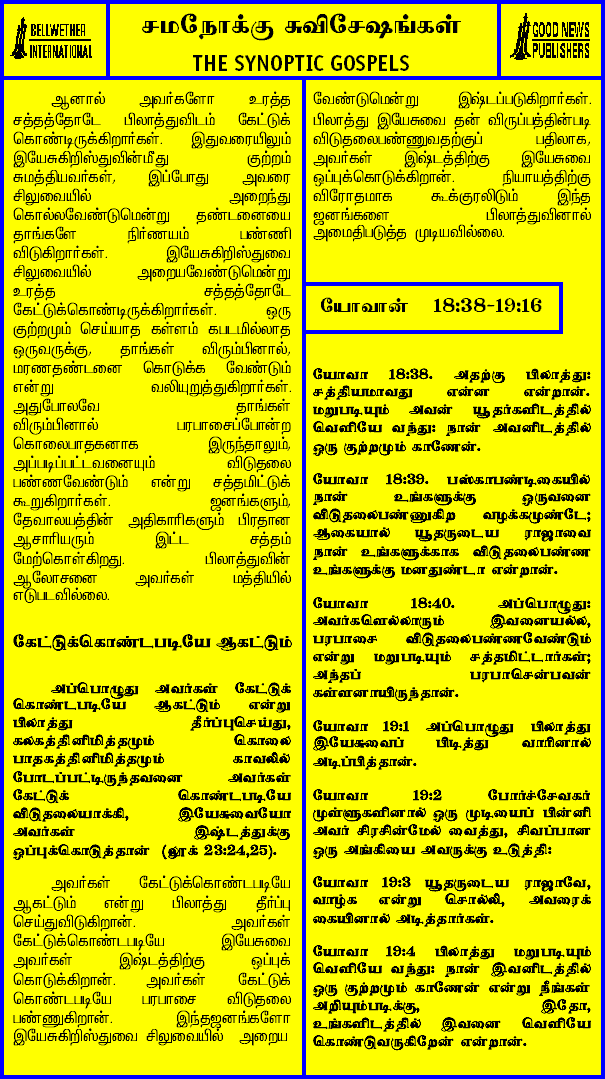 BELLWETHER
INTERNATIONAL
சமநோக்கு சுவிசேஷங்கள்
THE SYNOPTIC GOSPELS
GOOD NEWS
PUBLISHERS
ஆனால் அவர்களோ உரத்த
சத்தத்தோடே பிலாத்துவிடம் கேட்டுக்
கொண்டிருக்கிறார்கள். இதுவரையிலும்
இயேசுகிறிஸ்துவின்மீது குற்றம்
சுமத்தியவர்கள், இப்போது அவரை
சிலுவையில் அறைந்து
கொல்லவேண்டுமென்று தண்டனையை
தாங்களே நிர்ணயம் பண்ணி
விடுகிறார்கள். இயேசுகிறிஸ்துவை
சிலுவையில் அறையவேண்டுமென்று
உரத்த சத்தத்தோடே
கேட்டுக்கொண்டிருக்கிறார்கள். ஒரு
குற்றமும் செய்யாத கள்ளம் கபடமில்லாத
ஒருவருக்கு, தாங்கள் விரும்பினால்,
மரணதண்டனை கொடுக்க வேண்டும்
என்று வலியுறுத்துகிறார்கள்.
அதுபோலவே தாங்கள்
விரும்பினால் பரபாசைப்போன்ற
கொலைபாதகனாக இருந்தாலும்,
அப்படிப்பட்டவனையும் விடுதலை
பண்ணவேண்டும் என்று சத்தமிட்டுக்
கூறுகிறார்கள். ஜனங்களும்,
தேவாலயத்தின் அதிகாரிகளும் பிரதான
ஆசாரியரும் இட்ட சத்தம்
மேற்கொள்கிறது. பிலாத்துவின்
ஆலோசனை அவர்கள் மத்தியில்
எடுபடவில்லை.
கேட்டுக்கொண்டபடியே ஆகட்டும்
அப்பொழுது அவர்கள் கேட்டுக்
கொண்டபடியே ஆகட்டும் என்று
பிலாத்து தீர்ப்புசெய்து,
கலகத்தினிமித்தமும் கொலை
பாதகத்தினிமித்தமும் காவலில்
போடப்பட்டிருந்தவனை அவர்கள்
கேட்டுக் கொண்டபடியே
விடுதலையாக்கி, இயேசுவையோ
அவர்கள் இஷ்டத்துக்கு
ஒப்புக்கொடுத்தான் (லூக் 23:24,25).
அவர்கள் கேட்டுக்கொண்டபடியே
ஆகட்டும் என்று பிலாத்து தீர்ப்பு
செய்துவிடுகிறான். அவர்கள்
கேட்டுக்கொண்டபடியே இயேசுவை
அவர்கள் இஷ்டத்திற்கு ஒப்புக்
கொடுக்கிறான். அவர்கள் கேட்டுக்
கொண்டபடியே பரபாசை விடுதலை
பண்ணுகிறான். இந்தஜனங்களோ
இயேசுகிறிஸ்துவை சிலுவையில் அறைய
வேண்டுமென்று இஷ்டப்படுகிறார்கள்.
பிலாத்து இயேசுவை தன் விருப்பத்தின்படி
விடுதலைபண்ணுவதற்குப் பதிலாக,
அவர்கள் இஷ்டத்திற்கு இயேசுவை
ஒப்புக்கொடுக்கிறான். நியாயத்திற்கு
விரோதமாக கூக்குரலிடும் இந்த
ஜனங்களை பிலாத்துவினால்
அமைதிபடுத்த முடியவில்லை.
யோவான் 18:38-19:16
யோவா 18:38. அதற்கு பிலாத்து:
சத்தியமாவது என்ன என்றான்.
மறுபடியும் அவன் யூதர்களிடத்தில்
வெளியே வந்து: நான் அவனிடத்தில்
ஒரு குற்றமும் காணேன்.
யோவா 18:39. பஸ்காபண்டிகையில்
நான் உங்களுக்கு ஒருவனை
விடுதலைபண்ணுகிற வழக்கமுண்டே;
ஆகையால் யூதருடைய ராஜாவை
நான் உங்களுக்காக விடுதலைபண்ண
உங்களுக்கு மனதுண்டா என்றான்.
யோவா 18:40. அப்பொழுது:
அவர்களெல்லாரும் இவனையல்ல,
பரபாசை விடுதலைபண்ணவேண்டும்
என்று மறுபடியும் சத்தமிட்டார்கள்;
அந்தப் பரபாசென்பவன்
கள்ளனாயிருந்தான்.
யோவா 19:1 அப்பொழுது பிலாத்து
இயேசுவைப் பிடித்து வாரினால்
அடிப்பித்தான்.
யோவா 19:2 போர்ச்சேவகர்
முள்ளுகளினால் ஒரு முடியைப் பின்னி
அவர் சிரசின்மேல் வைத்து, சிவப்பான
ஒரு அங்கியை அவருக்கு உடுத்தி:
யோவா 19:3 யூதருடைய ராஜாவே,
வாழ்க என்று சொல்லி, அவரைக்
கையினால் அடித்தார்கள்.
யோவா 19:4 பிலாத்து மறுபடியும்
வெளியே வந்து: நான் இவனிடத்தில்
ஒரு குற்றமும் காணேன் என்று நீங்கள்
அறியும்படிக்கு, இதோ,
உங்களிடத்தில் இவனை வெளியே
கொண்டுவருகிறேன் என்றான்.